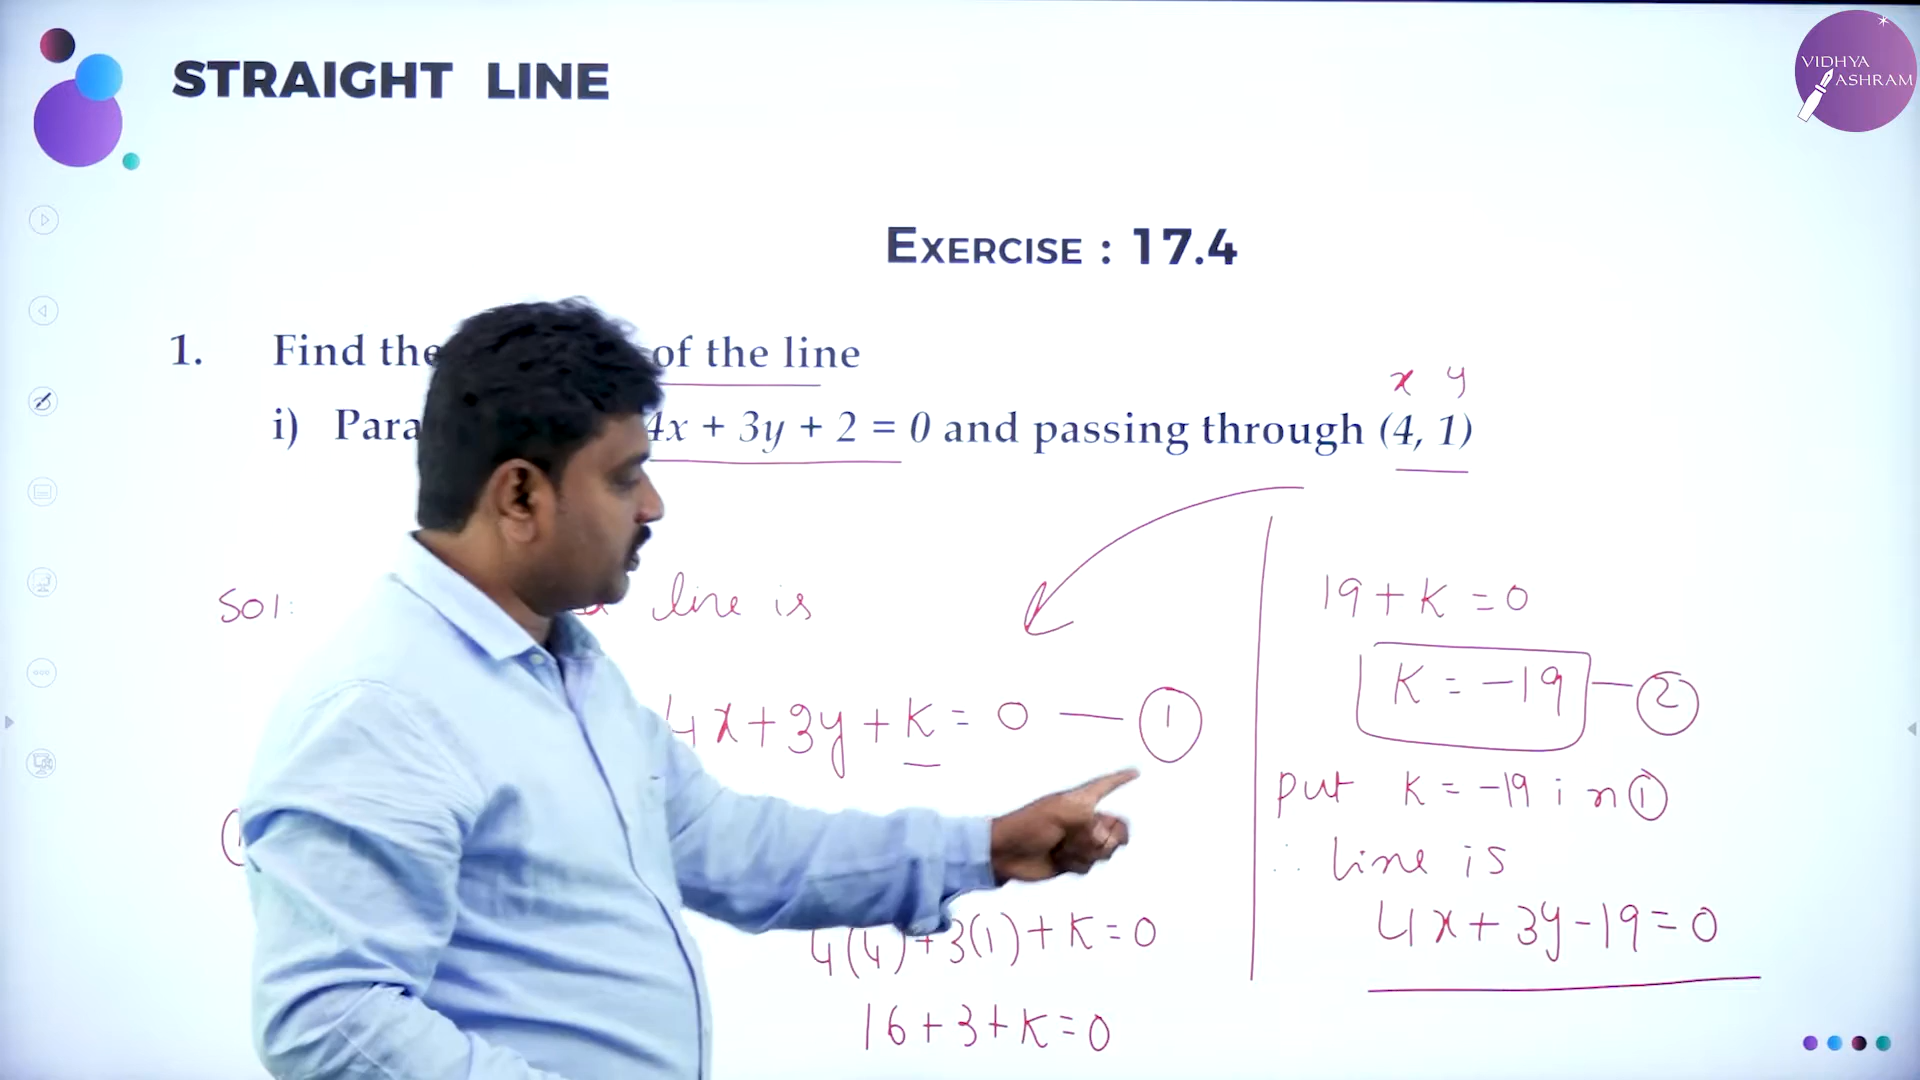 STRAIGHT LINE
VIDHYA
ASHRAM
EXERCISE : 17.4
1. Find the of the line
x y
i) 4x + 3y + 2 = 0 and passing through (4, 1)
Sol: line is
4x+3y+K = 0 — 1
4(4)+3(1)+K=0
16+3+K=0
19+K=0
K=-19 — 2
put K=-19 in 1
∴ line is
4x+3y-19=0